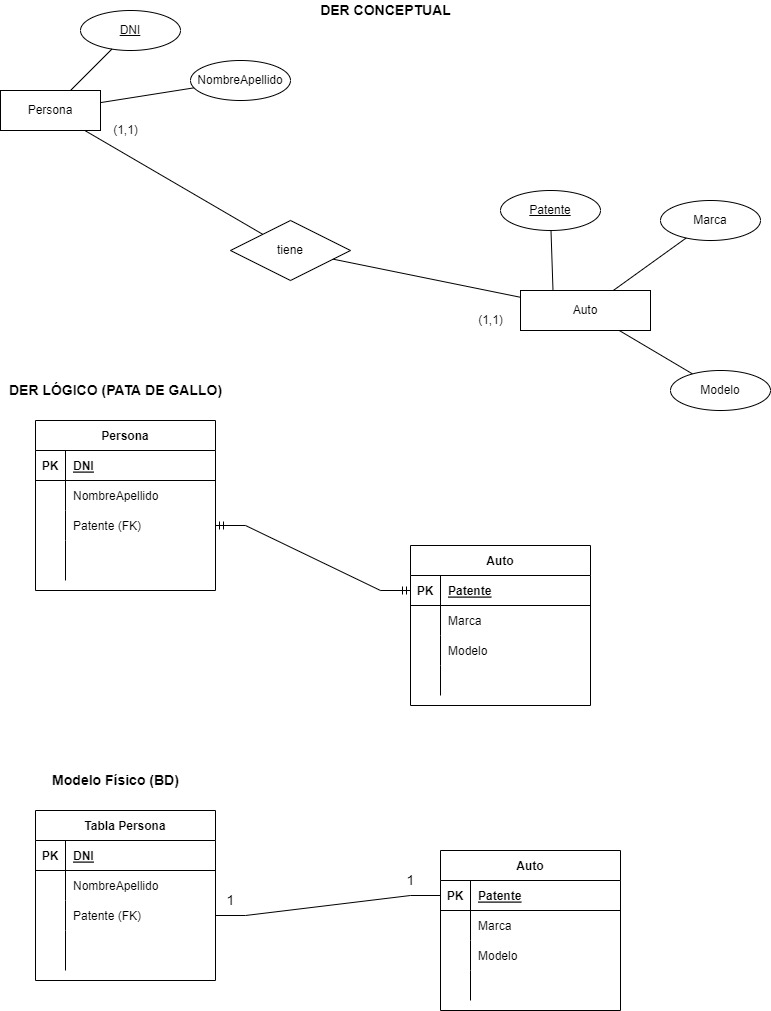 DER CONCEPTUAL
DNI
NombreApellido
Persona
(1,1)
tiene
Patente
Marca
Auto
(1,1)
Modelo
DER LÓGICO (PATA DE GALLO)
Persona
PK DNI
NombreApellido
Patente (FK)
Auto
PK Patente
Marca
Modelo
Modelo Físico (BD)
Tabla Persona
PK DNI
NombreApellido
Patente (FK)
1
1
Auto
PK Patente
Marca
Modelo